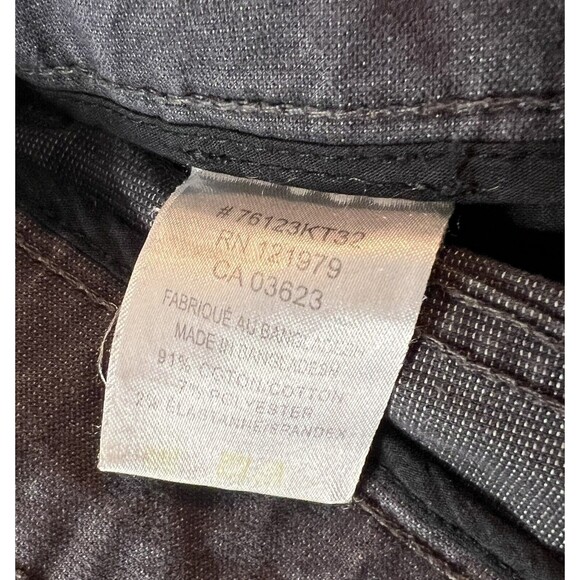 # 76123KT32
RN 121979
CA 03623
FABRIQUÉ AU BANGLADESH
MADE IN BANGLADESH
91% COTON/COTTON
7% POLYESTER
2% ÉLASTHANNE/SPANDEX